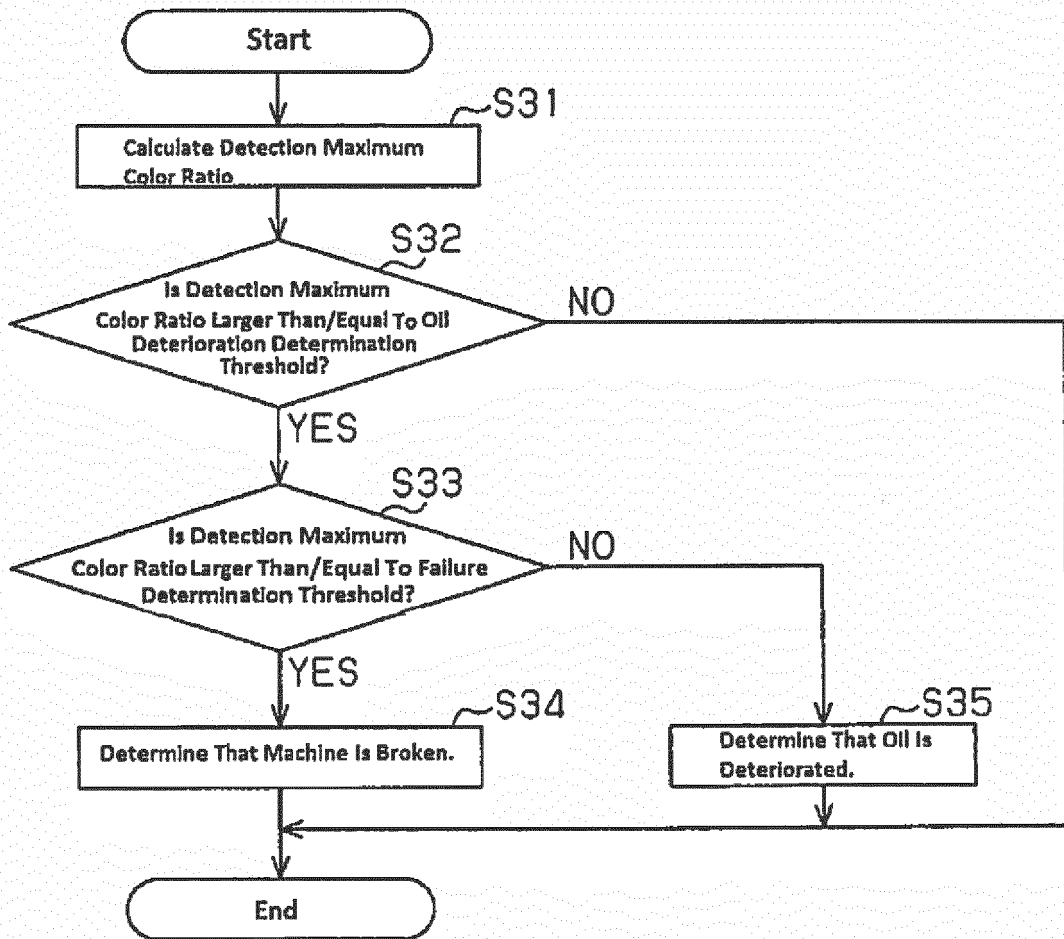 Start
S31
Calculate Detection Maximum
Color Ratio
S32
Is Detection Maximum
Color Ratio Larger Than/Equal To Oil
Deterioration Determination
Threshold?
NO
YES
S33
Is Detection Maximum
Color Ratio Larger Than/Equal To Failure
Determination Threshold?
NO
YES
S34
Determine That Machine Is Broken.
S35
Determine That Oil Is
Deteriorated.
End